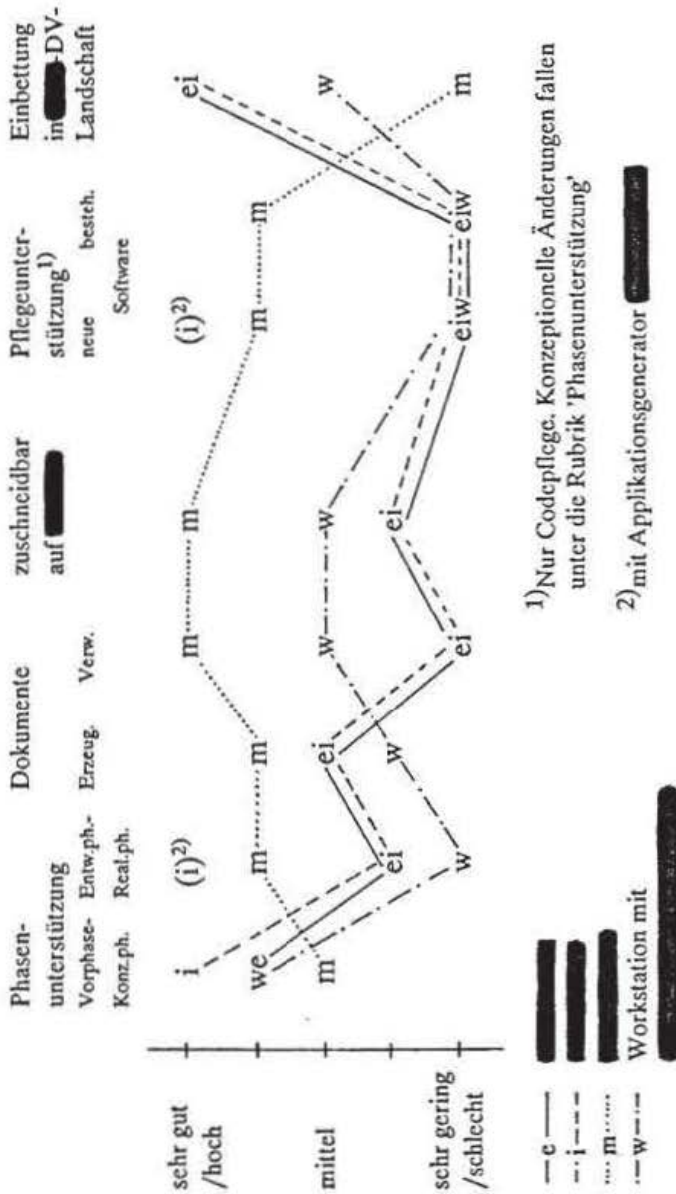 Phasen-
unterstützung
Vorphase- Entw.ph.-
Konz.ph. Real.ph.
Dokumente
Erzeug. Verw.
zuschneidbar
auf
Pflegeunter-
stützung1)
neue besteh.
Software
Einbettung
in -DV-
Landschaft
sehr gut
/hoch
mittel
sehr gering
/schlecht
i (i)2) m m (i)2) ei
we m m m m
m ei w w w
ei w ei
w ei eiw eiw m
e
i
m
w Workstation mit
1)Nur Codepflege. Konzeptionelle Änderungen fallen
unter die Rubrik 'Phasenunterstützung'
2)mit Applikationsgenerator